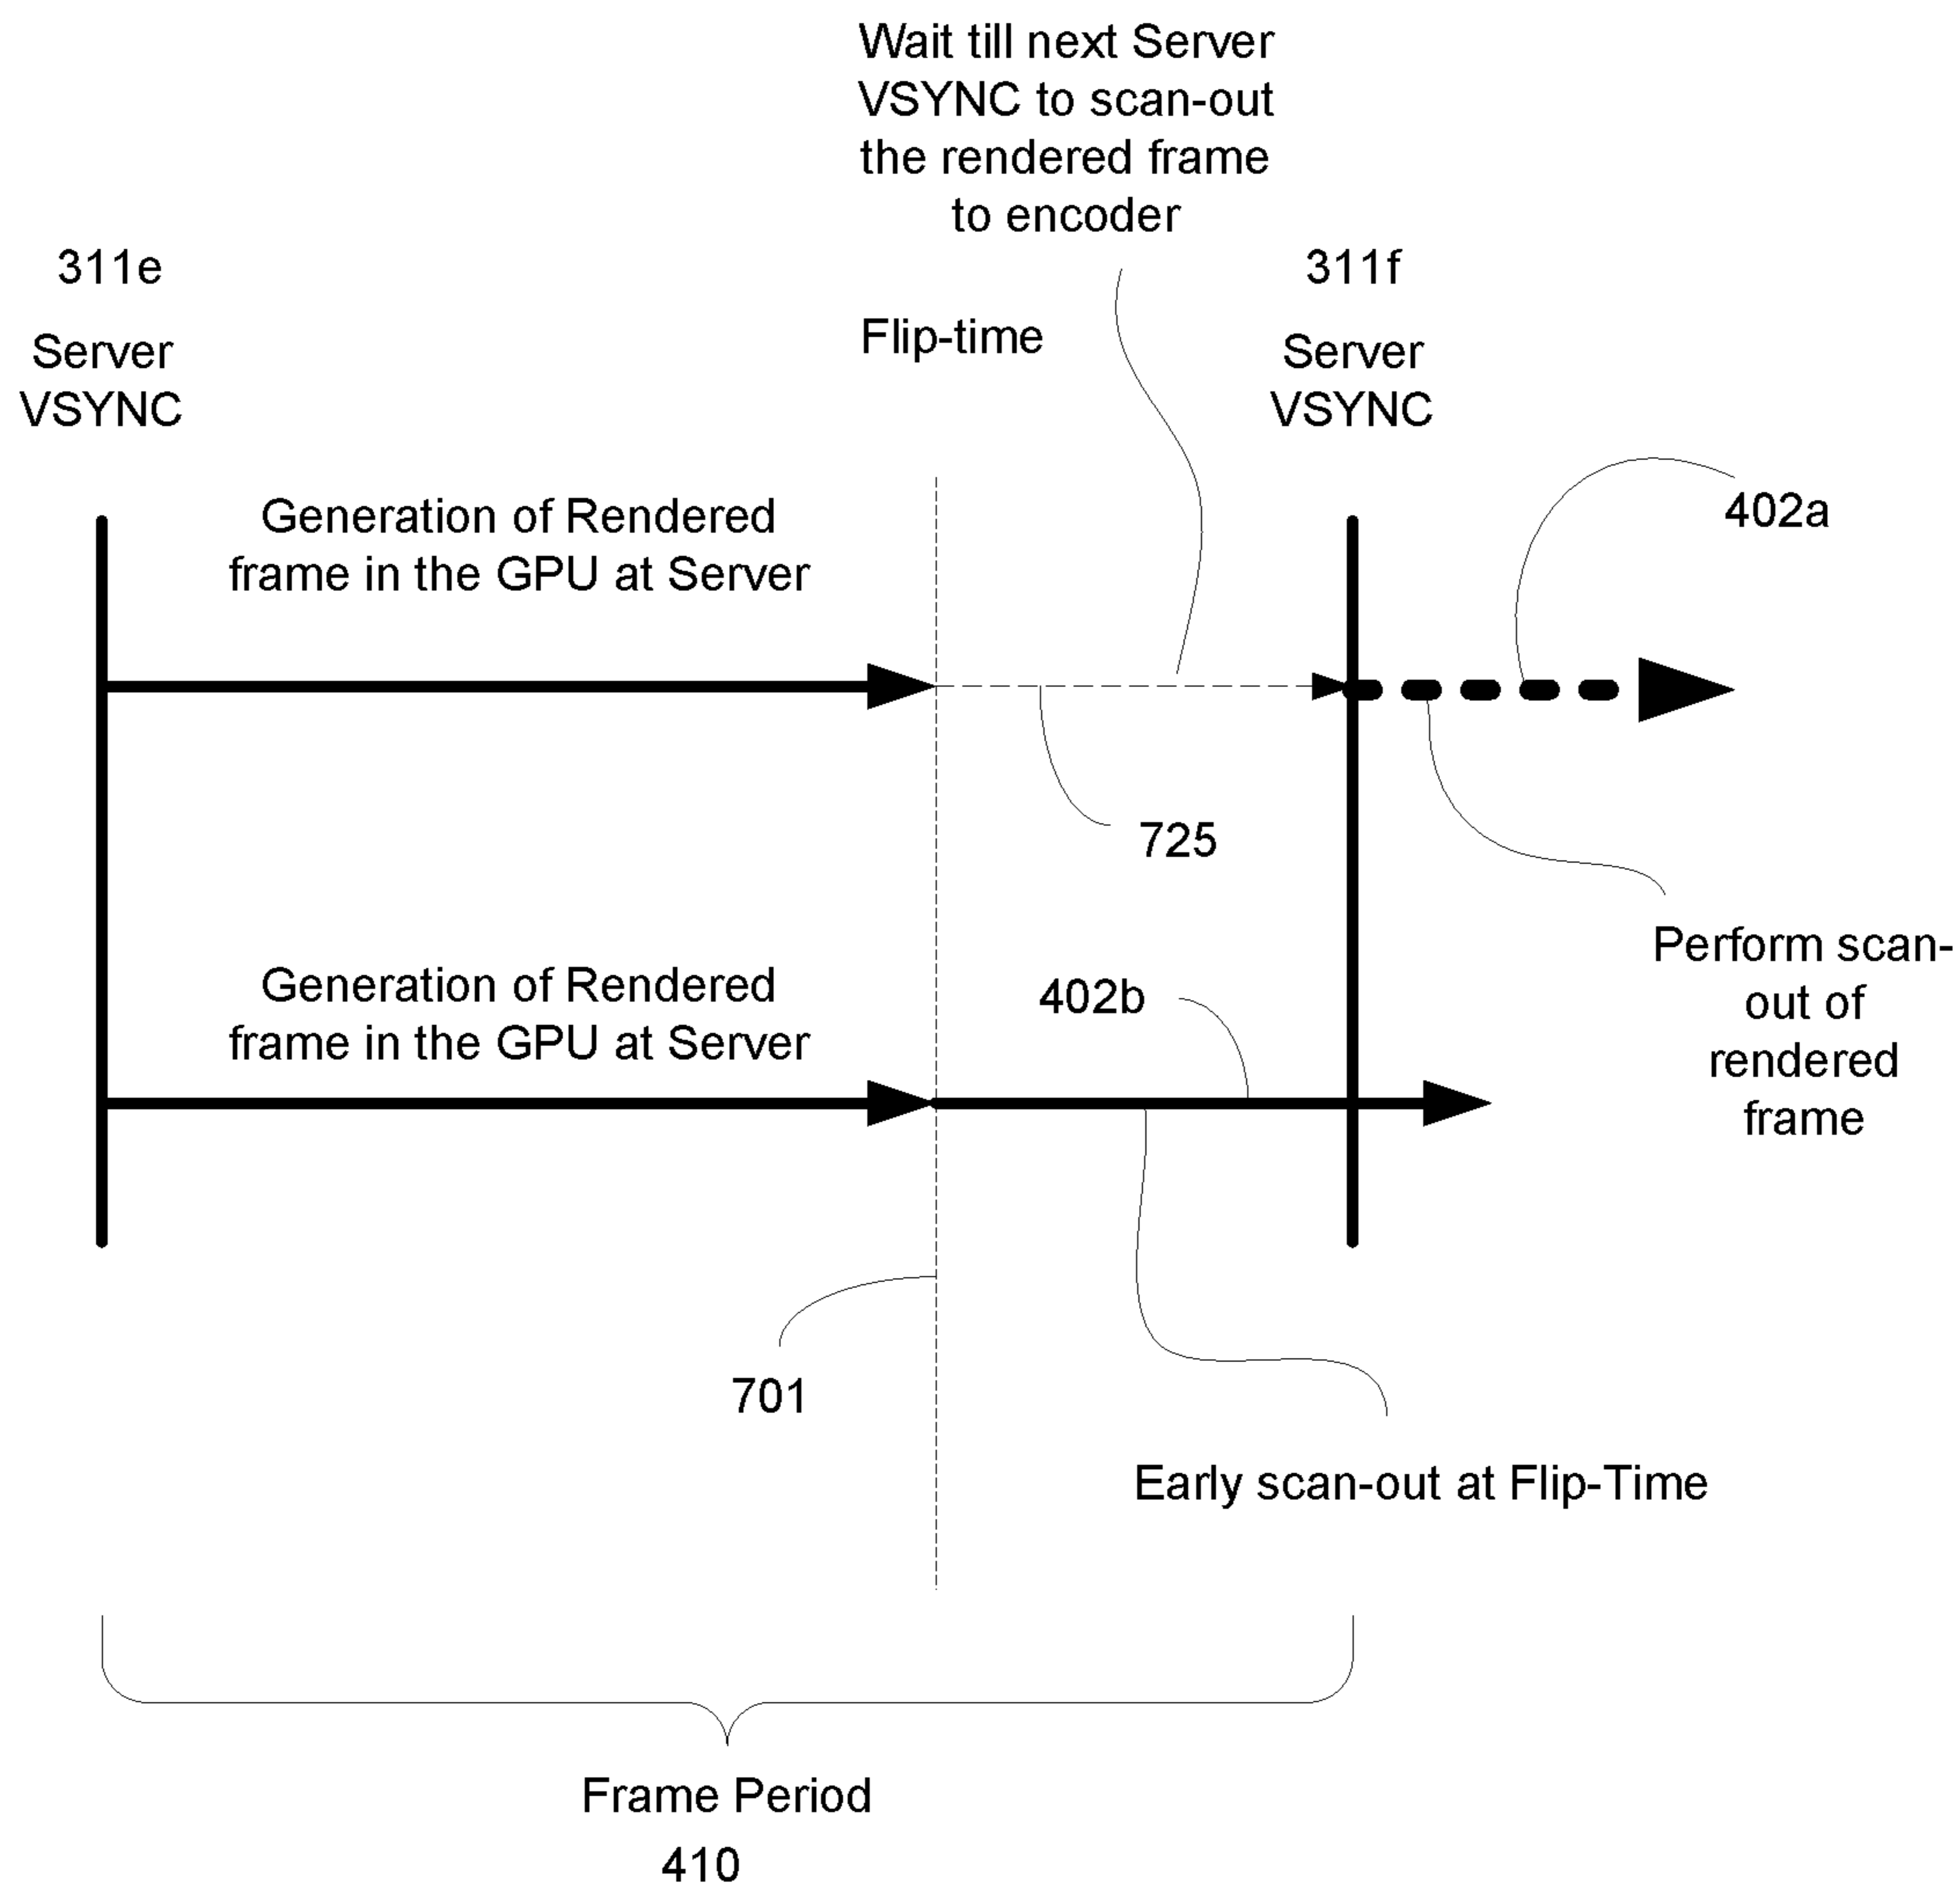 Wait till next Server
VSYNC to scan-out
the rendered frame
to encoder
311e
Server
VSYNC
Flip-time
311f
Server
VSYNC
402a
Generation of Rendered
frame in the GPU at Server
725
Perform scan-
out of
rendered
frame
Generation of Rendered
frame in the GPU at Server
402b
701
Early scan-out at Flip-Time
Frame Period
410